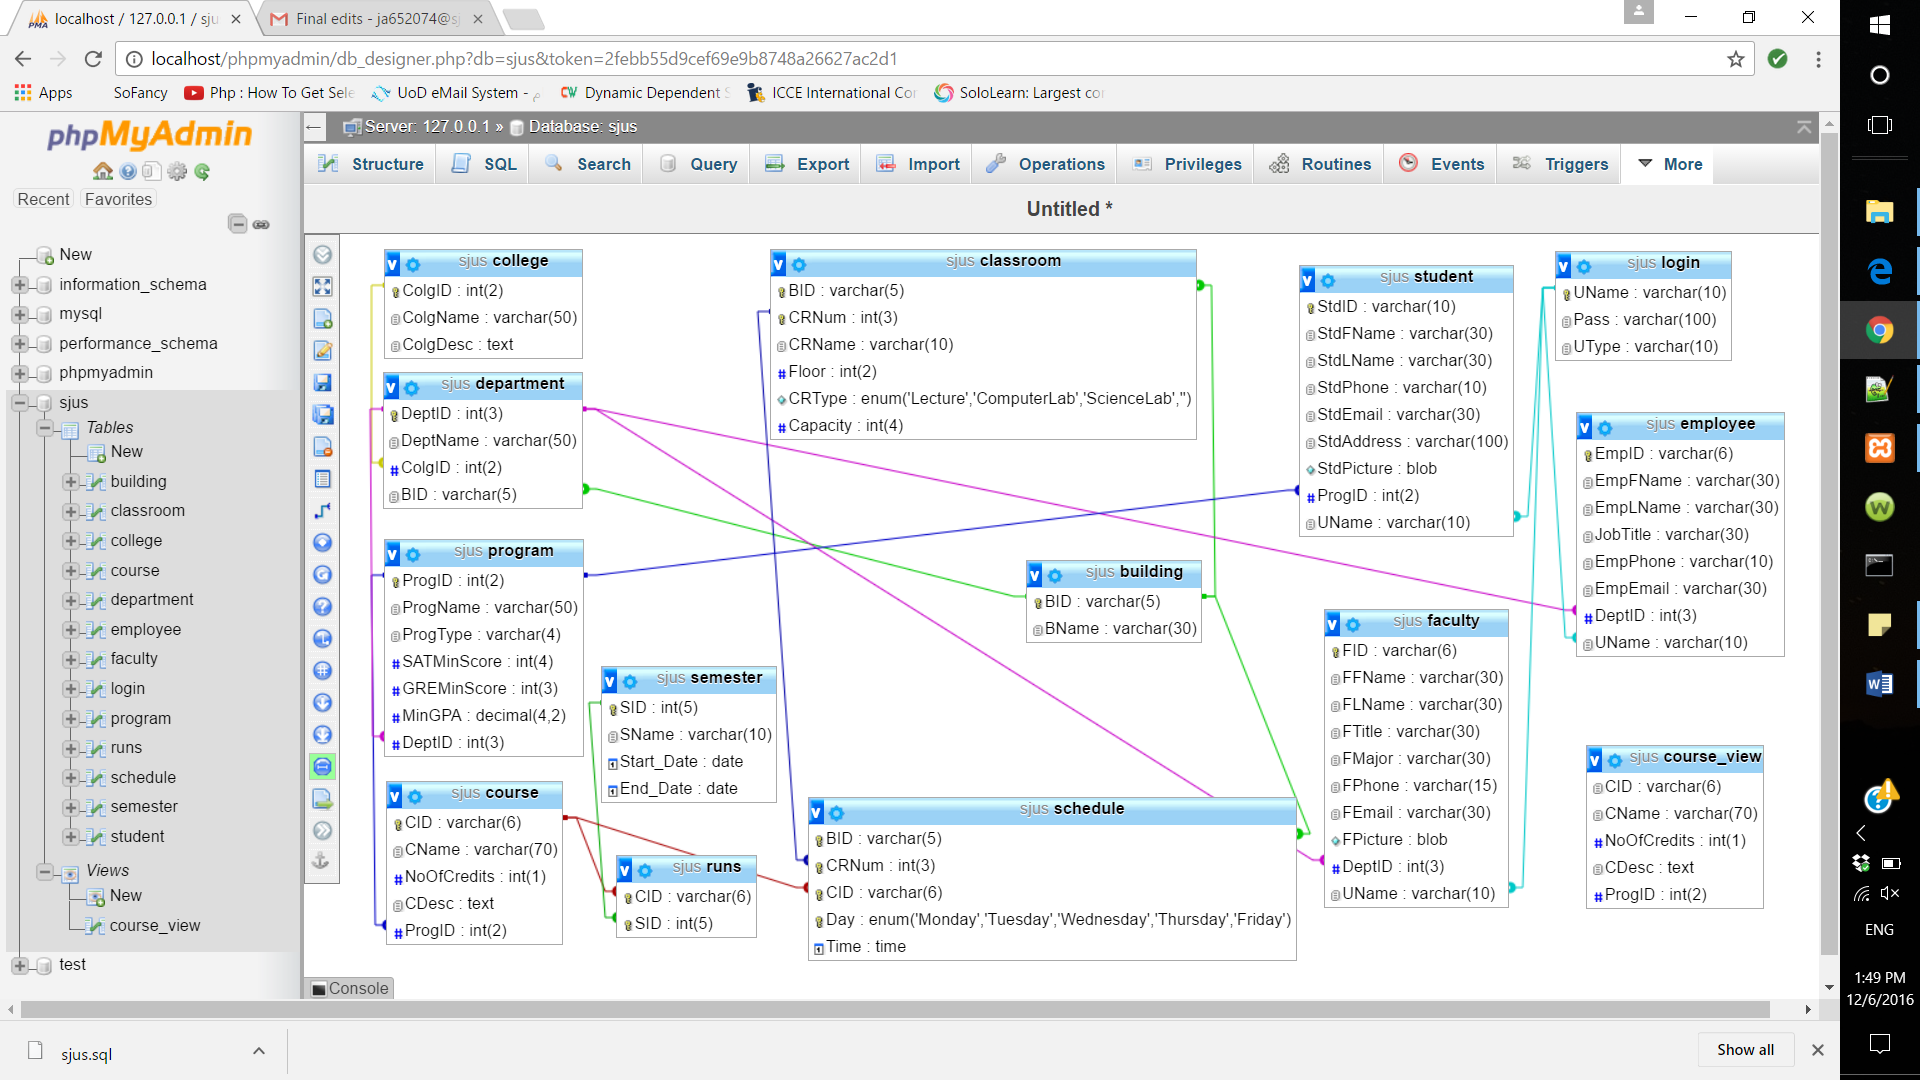 localhost / 127.0.0.1 / sju
Final edits - ja652074@s
localhost/phpmyadmin/db_designer.php?db=sjus&token=2febb55d9cef69e9b8748a26627ac2d1
Apps
SoFancy
Php : How To Get Sele
UoD eMail System -
Dynamic Dependent S
ICCE International Cor
SoloLearn: Largest co
phpMyAdmin
Recent
Favorites
New
information_schema
mysql
performance_schema
phpmyadmin
sjus
Tables
New
building
classroom
college
course
department
employee
faculty
login
program
runs
schedule
semester
student
Views
New
course_view
test
Server: 127.0.0.1 » Database: sjus
Structure
SQL
Search
Query
Export
Import
Operations
Privileges
Routines
Events
Triggers
More
Untitled *
sjus college
ColgID : int(2)
ColgName : varchar(50)
ColgDesc : text
sjus department
DeptID : int(3)
DeptName : varchar(50)
ColgID : int(2)
BID : varchar(5)
sjus program
ProgID : int(2)
ProgName : varchar(50)
ProgType : varchar(4)
SATMinScore : int(4)
GREMinScore : int(3)
MinGPA : decimal(4,2)
DeptID : int(3)
sjus course
CID : varchar(6)
CName : varchar(70)
NoOfCredits : int(1)
CDesc : text
ProgID : int(2)
sjus semester
SID : int(5)
SName : varchar(10)
Start_Date : date
End_Date : date
sjus runs
CID : varchar(6)
SID : int(5)
sjus classroom
BID : varchar(5)
CRNum : int(3)
CRName : varchar(10)
Floor : int(2)
CRType : enum('Lecture','ComputerLab','ScienceLab','')
Capacity : int(4)
sjus building
BID : varchar(5)
BName : varchar(30)
sjus schedule
BID : varchar(5)
CRNum : int(3)
CID : varchar(6)
Day : enum('Monday','Tuesday','Wednesday','Thursday','Friday')
Time : time
sjus student
StdID : varchar(10)
StdFName : varchar(30)
StdLName : varchar(30)
StdPhone : varchar(10)
StdEmail : varchar(30)
StdAddress : varchar(100)
StdPicture : blob
ProgID : int(2)
UName : varchar(10)
sjus faculty
FID : varchar(6)
FFName : varchar(30)
FLName : varchar(30)
FTitle : varchar(30)
FMajor : varchar(30)
FPhone : varchar(15)
FEmail : varchar(30)
FPicture : blob
DeptID : int(3)
UName : varchar(10)
sjus login
UName : varchar(10)
Pass : varchar(100)
UType : varchar(10)
sjus employee
EmpID : varchar(6)
EmpFName : varchar(30)
EmpLName : varchar(30)
JobTitle : varchar(30)
EmpPhone : varchar(10)
EmpEmail : varchar(30)
DeptID : int(3)
UName : varchar(10)
sjus course_view
CID : varchar(6)
CName : varchar(70)
NoOfCredits : int(1)
CDesc : text
ProgID : int(2)
Console
sjus.sql
Show all
ENG
1:49 PM
12/6/2016